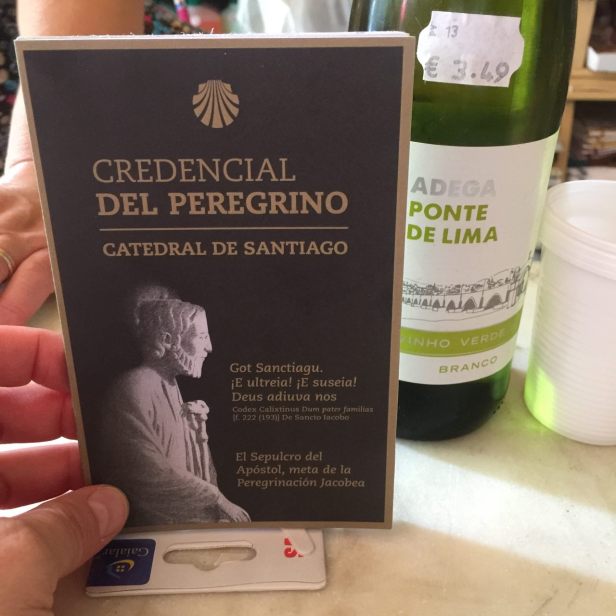 CREDENCIAL
DEL PEREGRINO
CATEDRAL DE SANTIAGO
Got Sanctiagu.
¡E ultreia! ¡E suseia!
Deus adiuva nos
Codex Calixtinus Dum pater familias
[f. 222 (193)] De Sancto Iacobo
El Sepulcro del
Apóstol, meta de la
Peregrinación Jacobea
13
€ 3.49
ADEGA
PONTE
DE LIMA
VINHO VERDE
BRANCO